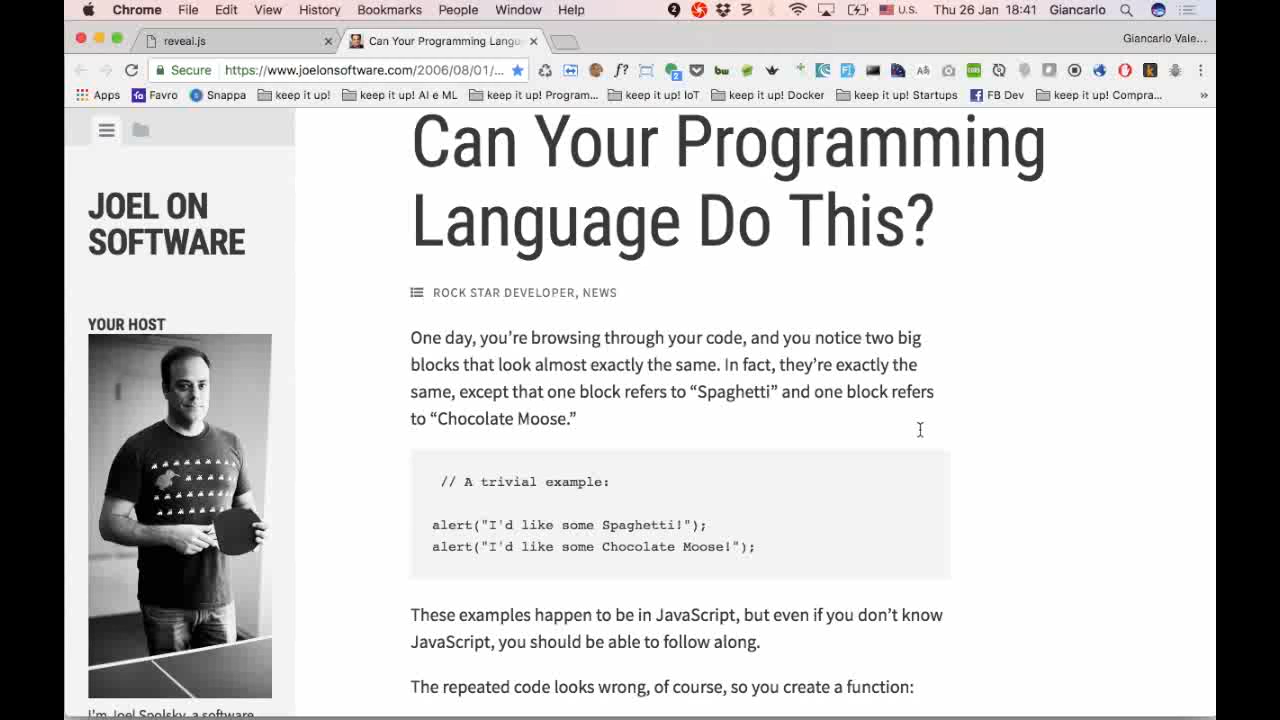 Chrome File Edit View History Bookmarks People Window Help U.S. Thu 26 Jan 18:41 Giancarlo
reveal.js Can Your Programming Langu Giancarlo Vale...
Secure https://www.joelonsoftware.com/2006/08/01/...
Apps Favro Snappa keep it up! keep it up! AI e ML keep it up! Program... keep it up! IoT keep it up! Docker keep it up! Startups FB Dev keep it up! Compra... »
Can Your Programming
Language Do This?
JOEL ON
SOFTWARE
ROCK STAR DEVELOPER, NEWS
YOUR HOST
One day, you’re browsing through your code, and you notice two big
blocks that look almost exactly the same. In fact, they’re exactly the
same, except that one block refers to “Spaghetti” and one block refers
to “Chocolate Moose.”
// A trivial example:
alert("I'd like some Spaghetti!");
alert("I'd like some Chocolate Moose!");
These examples happen to be in JavaScript, but even if you don’t know
JavaScript, you should be able to follow along.
The repeated code looks wrong, of course, so you create a function:
I'm Joel Spolsky, a software